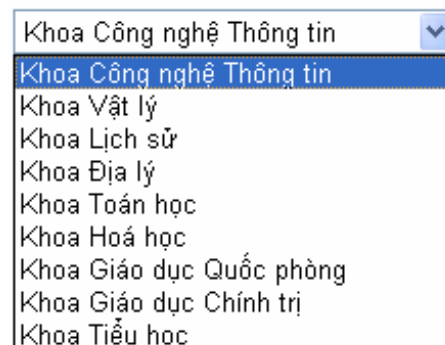 Khoa Công nghệ Thông tin
Khoa Công nghệ Thông tin
Khoa Vật lý
Khoa Lịch sử
Khoa Địa lý
Khoa Toán học
Khoa Hoá học
Khoa Giáo dục Quốc phòng
Khoa Giáo dục Chính trị
Khoa Tiểu học